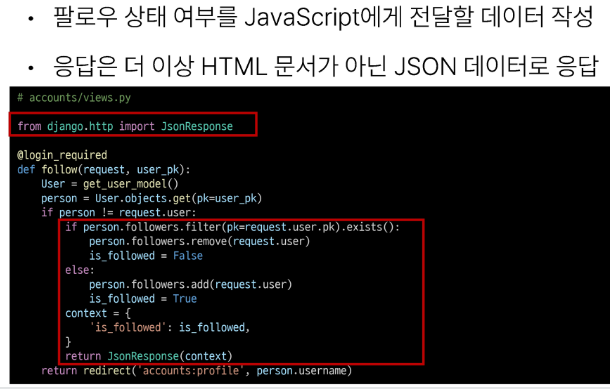 • 팔로우 상태 여부를 JavaScript에게 전달할 데이터 작성
• 응답은 더 이상 HTML 문서가 아닌 JSON 데이터로 응답
# accounts/views.py
from django.http import JsonResponse
@login_required
def follow(request, user_pk):
    User = get_user_model()
    person = User.objects.get(pk=user_pk)
    if person != request.user:
        if person.followers.filter(pk=request.user.pk).exists():
            person.followers.remove(request.user)
            is_followed = False
        else:
            person.followers.add(request.user)
            is_followed = True
        context = {
            'is_followed': is_followed,
        }
        return JsonResponse(context)
    return redirect('accounts:profile', person.username)